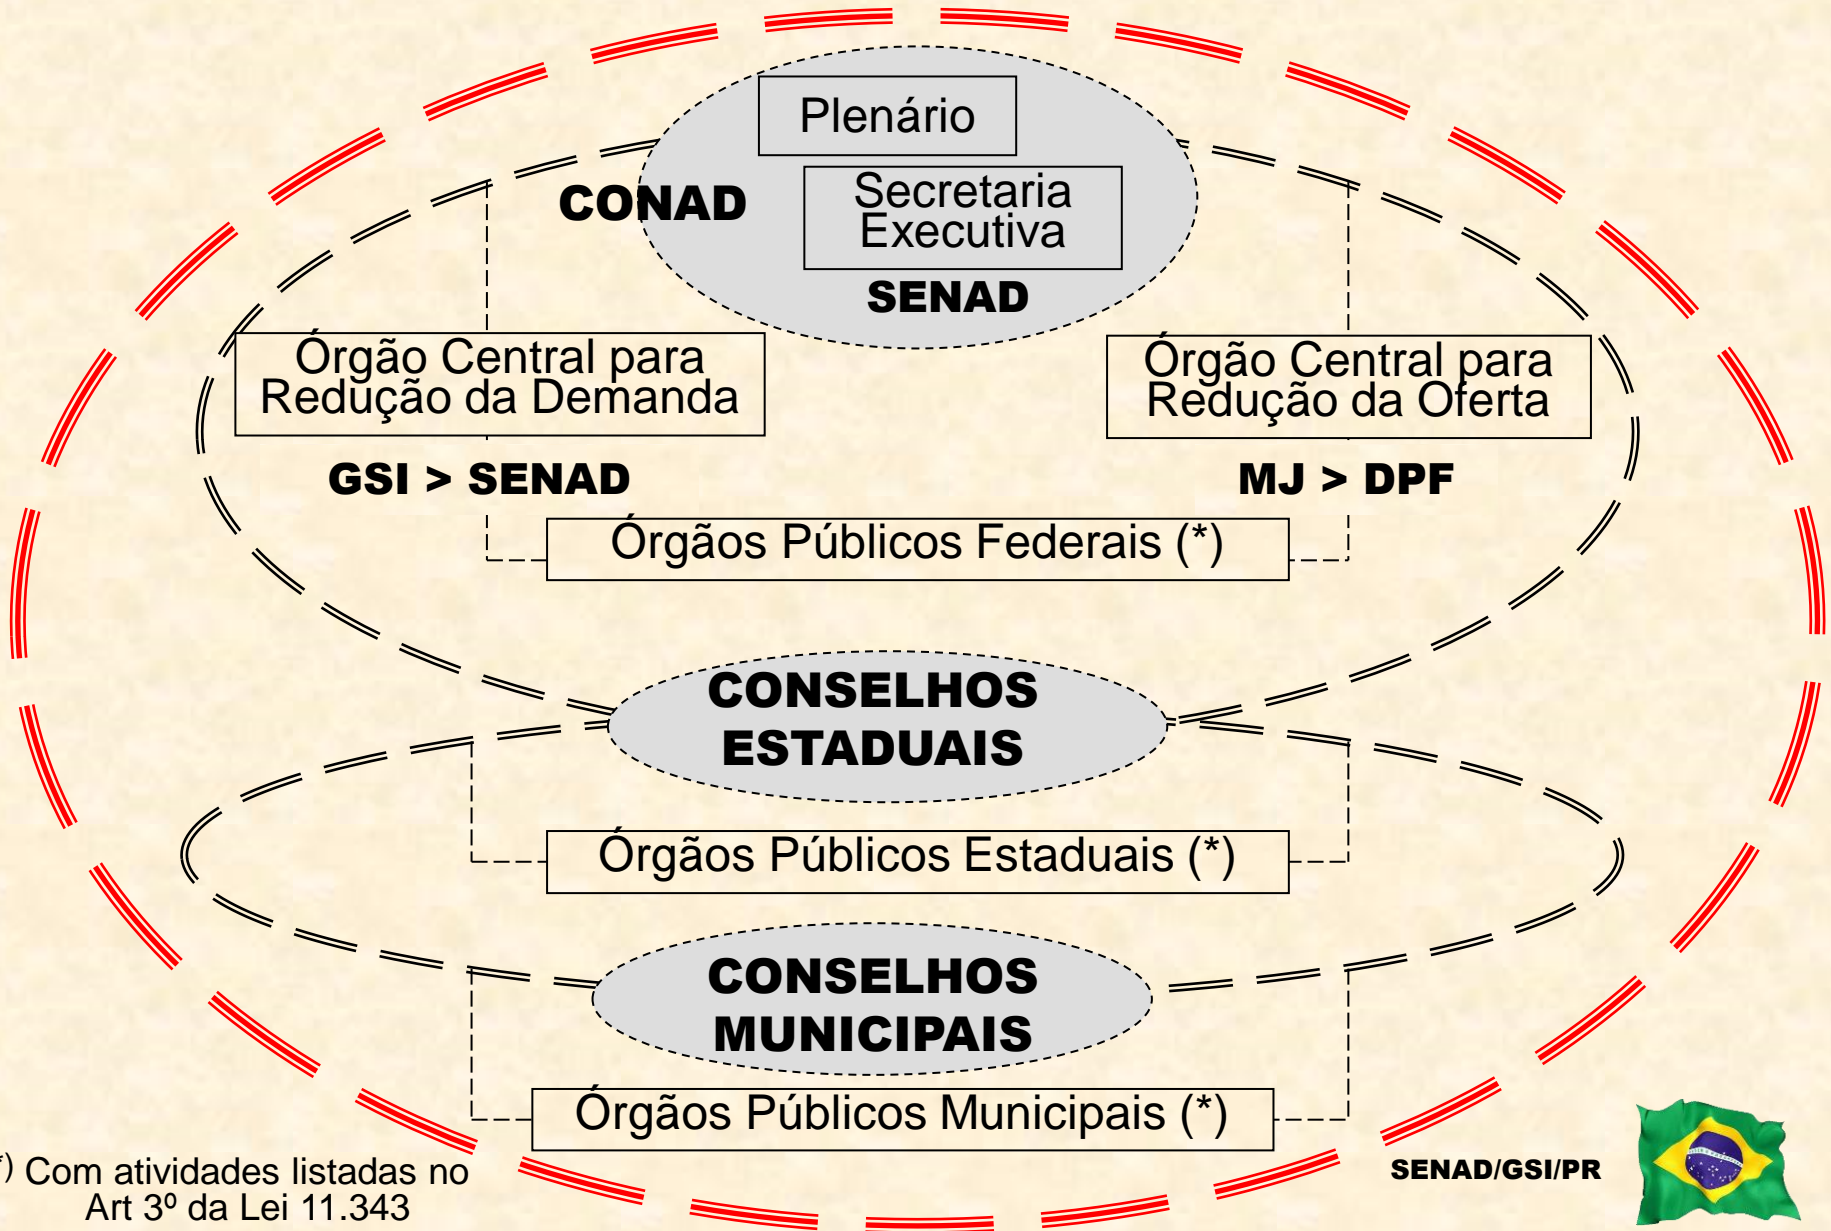 Plenário
CONAD
Secretaria
Executiva
SENAD
Órgão Central para
Redução da Demanda
Órgão Central para
Redução da Oferta
GSI > SENAD
MJ > DPF
Órgãos Públicos Federais (*)
CONSELHOS
ESTADUAIS
Órgãos Públicos Estaduais (*)
CONSELHOS
MUNICIPAIS
Órgãos Públicos Municipais (*)
*) Com atividades listadas no
Art 3º da Lei 11.343
SENAD/GSI/PR